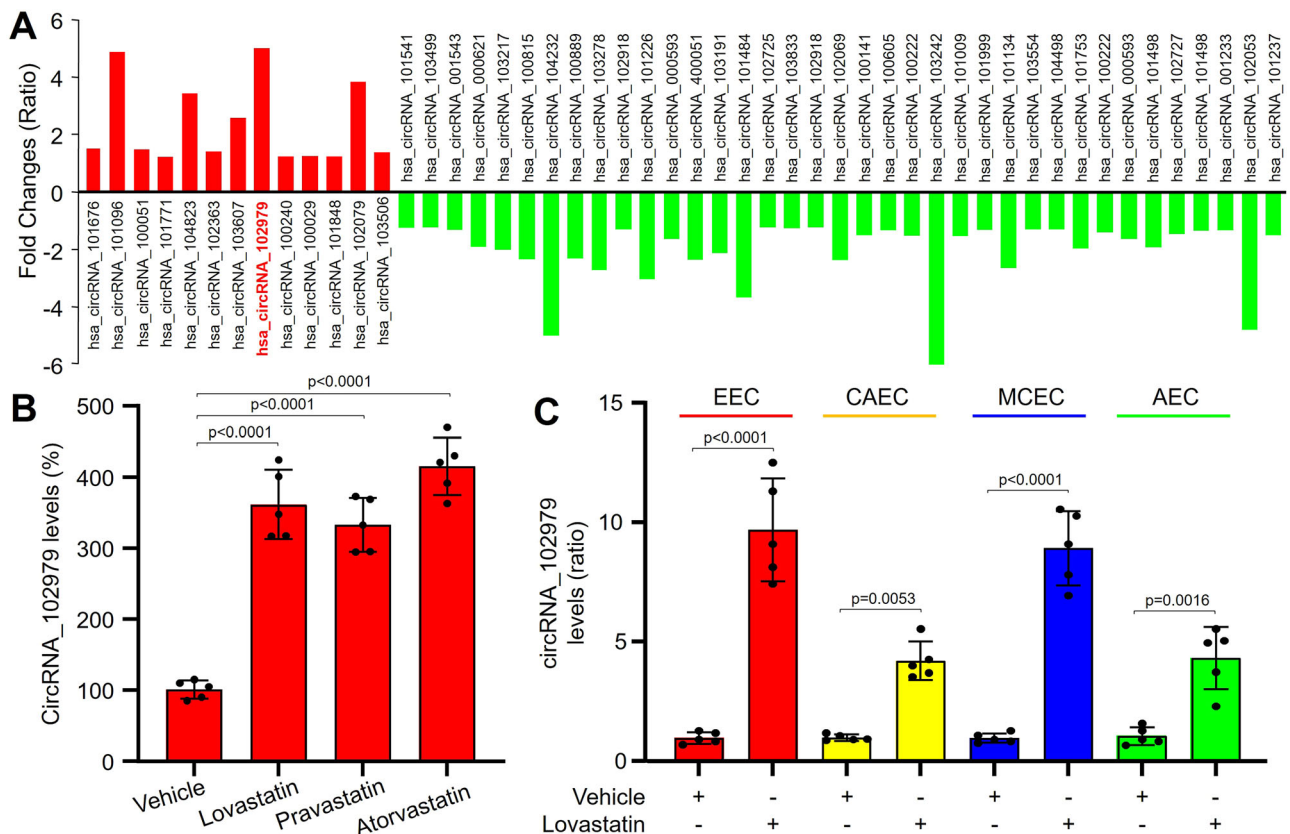 A
Fold Changes (Ratio)
6
4
2
0
-2
-4
-6
hsa_circRNA_101676
hsa_circRNA_101096
hsa_circRNA_100051
hsa_circRNA_101771
hsa_circRNA_104823
hsa_circRNA_102363
hsa_circRNA_103607
hsa_circRNA_102979
hsa_circRNA_100240
hsa_circRNA_100029
hsa_circRNA_101848
hsa_circRNA_102079
hsa_circRNA_103506
hsa_circRNA_101541
hsa_circRNA_103499
hsa_circRNA_001543
hsa_circRNA_000621
hsa_circRNA_103217
hsa_circRNA_100815
hsa_circRNA_104232
hsa_circRNA_100889
hsa_circRNA_103278
hsa_circRNA_102918
hsa_circRNA_101226
hsa_circRNA_000593
hsa_circRNA_400051
hsa_circRNA_103191
hsa_circRNA_101484
hsa_circRNA_102725
hsa_circRNA_103833
hsa_circRNA_102918
hsa_circRNA_102069
hsa_circRNA_100141
hsa_circRNA_100605
hsa_circRNA_100222
hsa_circRNA_103242
hsa_circRNA_101009
hsa_circRNA_101999
hsa_circRNA_101134
hsa_circRNA_103554
hsa_circRNA_104498
hsa_circRNA_101753
hsa_circRNA_100222
hsa_circRNA_000593
hsa_circRNA_101498
hsa_circRNA_102727
hsa_circRNA_101498
hsa_circRNA_001233
hsa_circRNA_102053
hsa_circRNA_101237
B
CircRNA_102979 levels (%)
500
400
300
200
100
0
p<0.0001
p<0.0001
p<0.0001
Vehicle
Lovastatin
Pravastatin
Atorvastatin
C
circRNA_102979
levels (ratio)
15
10
5
0
EEC
CAEC
MCEC
AEC
p<0.0001
p=0.0053
p<0.0001
p=0.0016
Vehicle + - + - + - + -
Lovastatin - + - + - + - +